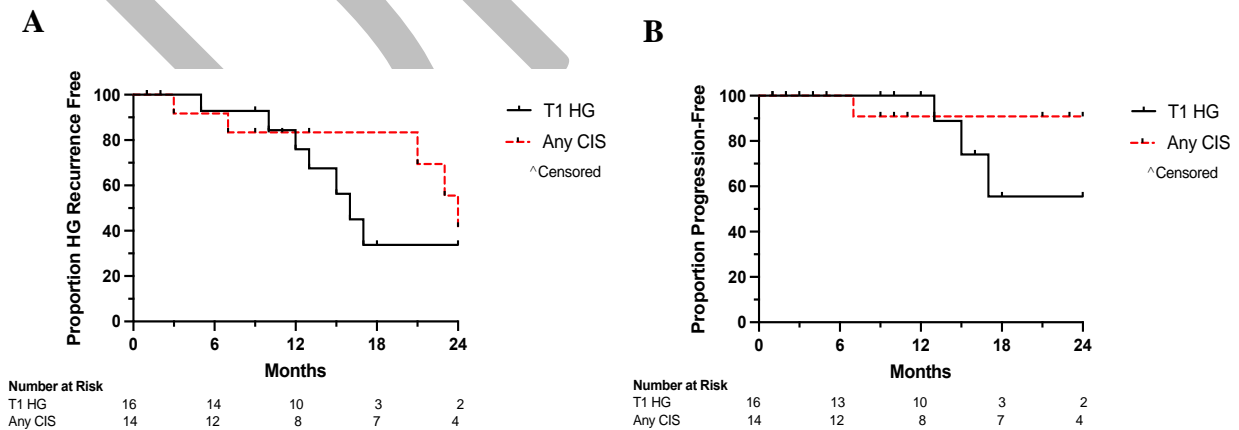 A
Proportion HG Recurrence Free
100
80
60
40
20
0
0 6 12 18 24
Months
T1 HG
Any CIS
^Censored
Number at Risk
T1 HG 16 14 10 3 2
Any CIS 14 12 8 7 4
B
Proportion Progression-Free
100
80
60
40
20
0
0 6 12 18 24
Months
T1 HG
Any CIS
^Censored
Number at Risk
T1 HG 16 13 10 3 2
Any CIS 14 12 8 7 4